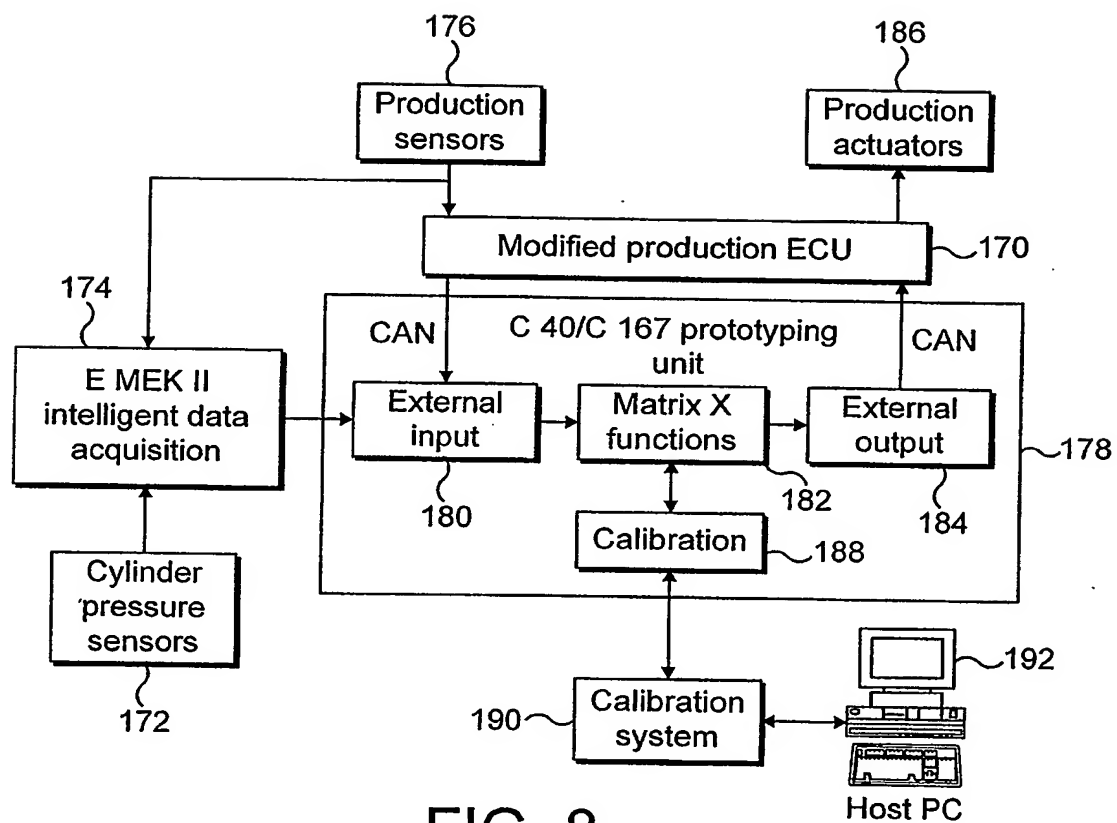 176
186
Production
sensors
Production
actuators
Modified production ECU
170
174
CAN
C 40/C 167 prototyping
unit
CAN
E MEK II
intelligent data
acquisition
External
input
Matrix X
functions
External
output
178
180
182
184
Calibration
188
Cylinder
pressure
sensors
172
190
Calibration
system
192
Host PC
FIG. 8